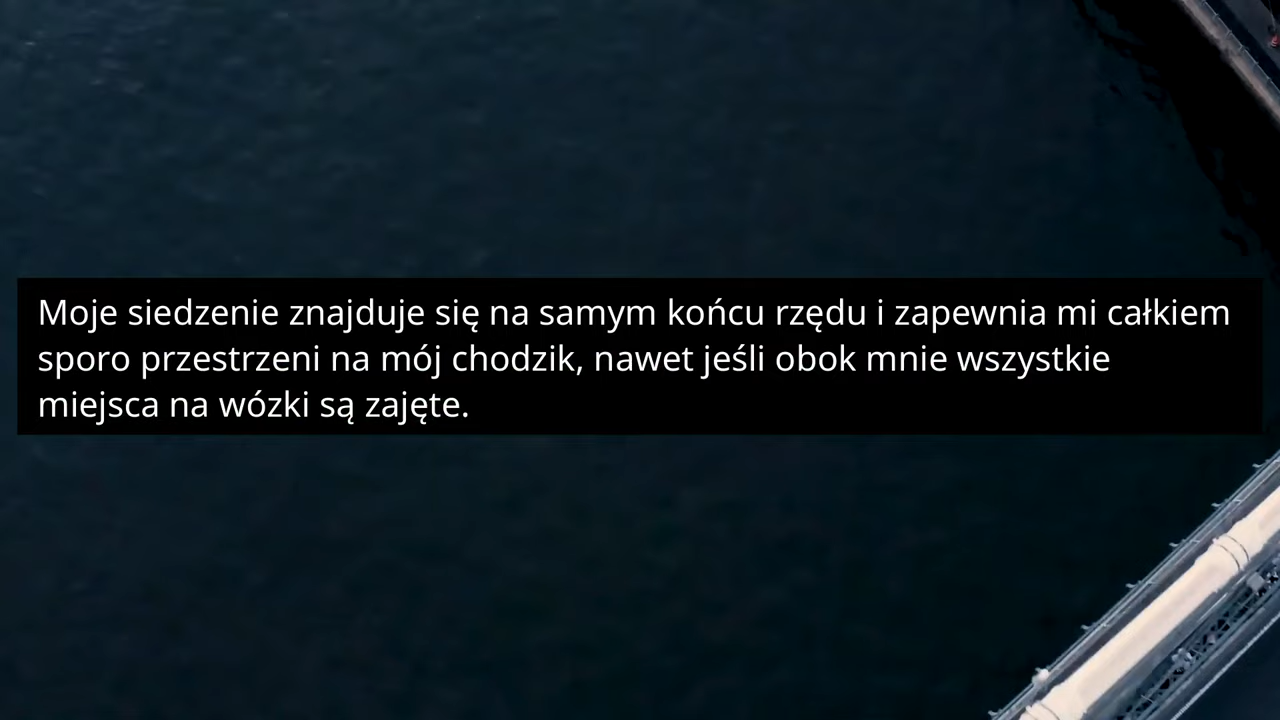 Moje siedzenie znajduje się na samym końcu rzędu i zapewnia mi całkiem
sporo przestrzeni na mój chodzik, nawet jeśli obok mnie wszystkie
miejsca na wózki są zajęte.